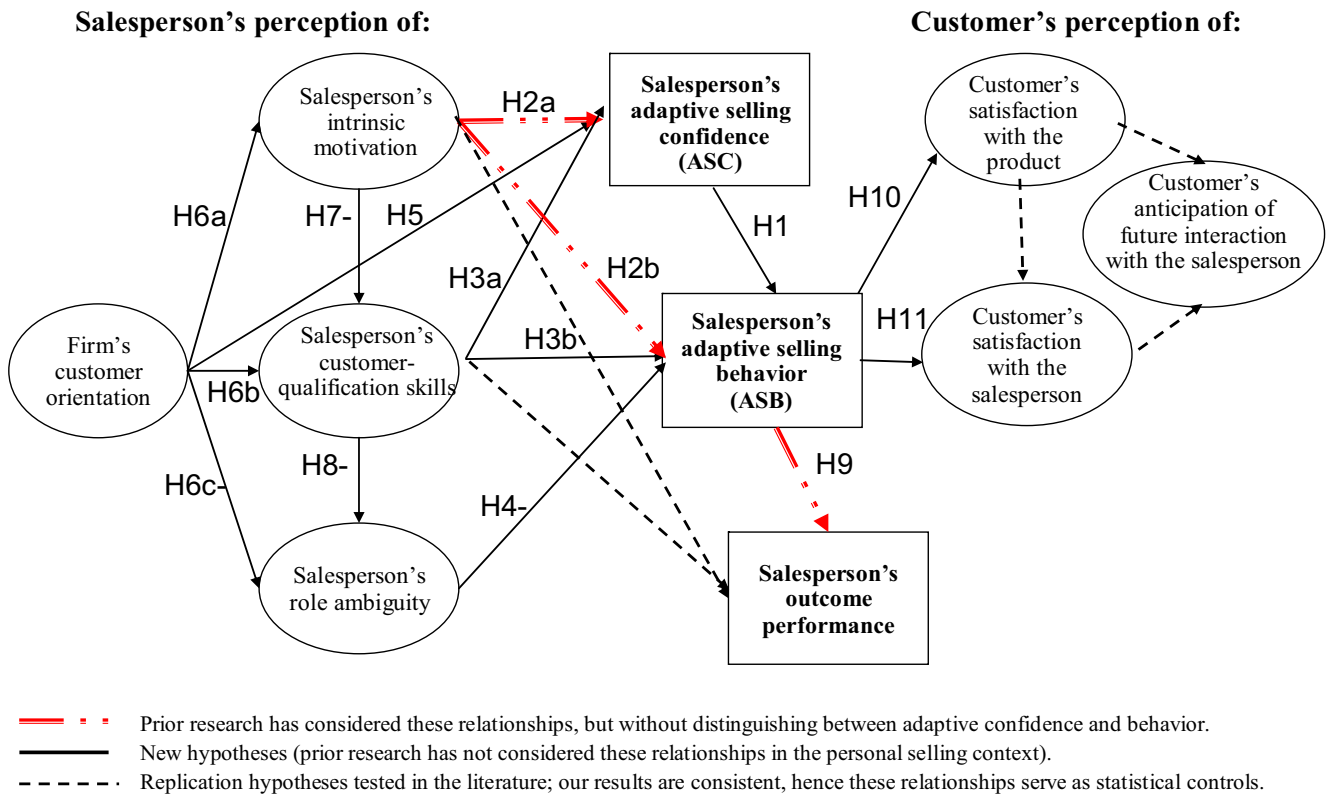 Salesperson's perception of:
Customer's perception of:
Salesperson's
intrinsic
motivation
H2a
Salesperson's
adaptive selling
confidence
(ASC)
Customer's
satisfaction
with the
product
Customer's
anticipation of
future interaction
with the salesperson
H6a
H7-
H5
H3a
H2b
H1
H10
H11
Firm's
customer
orientation
H6b
Salesperson's
customer-
qualification skills
H3b
Salesperson's
adaptive selling
behavior
(ASB)
Customer's
satisfaction
with the
salesperson
H6c-
H8-
H4-
H9
Salesperson's
role ambiguity
Salesperson's
outcome
performance
Prior research has considered these relationships, but without distinguishing between adaptive confidence and behavior.
New hypotheses (prior research has not considered these relationships in the personal selling context).
Replication hypotheses tested in the literature; our results are consistent, hence these relationships serve as statistical controls.